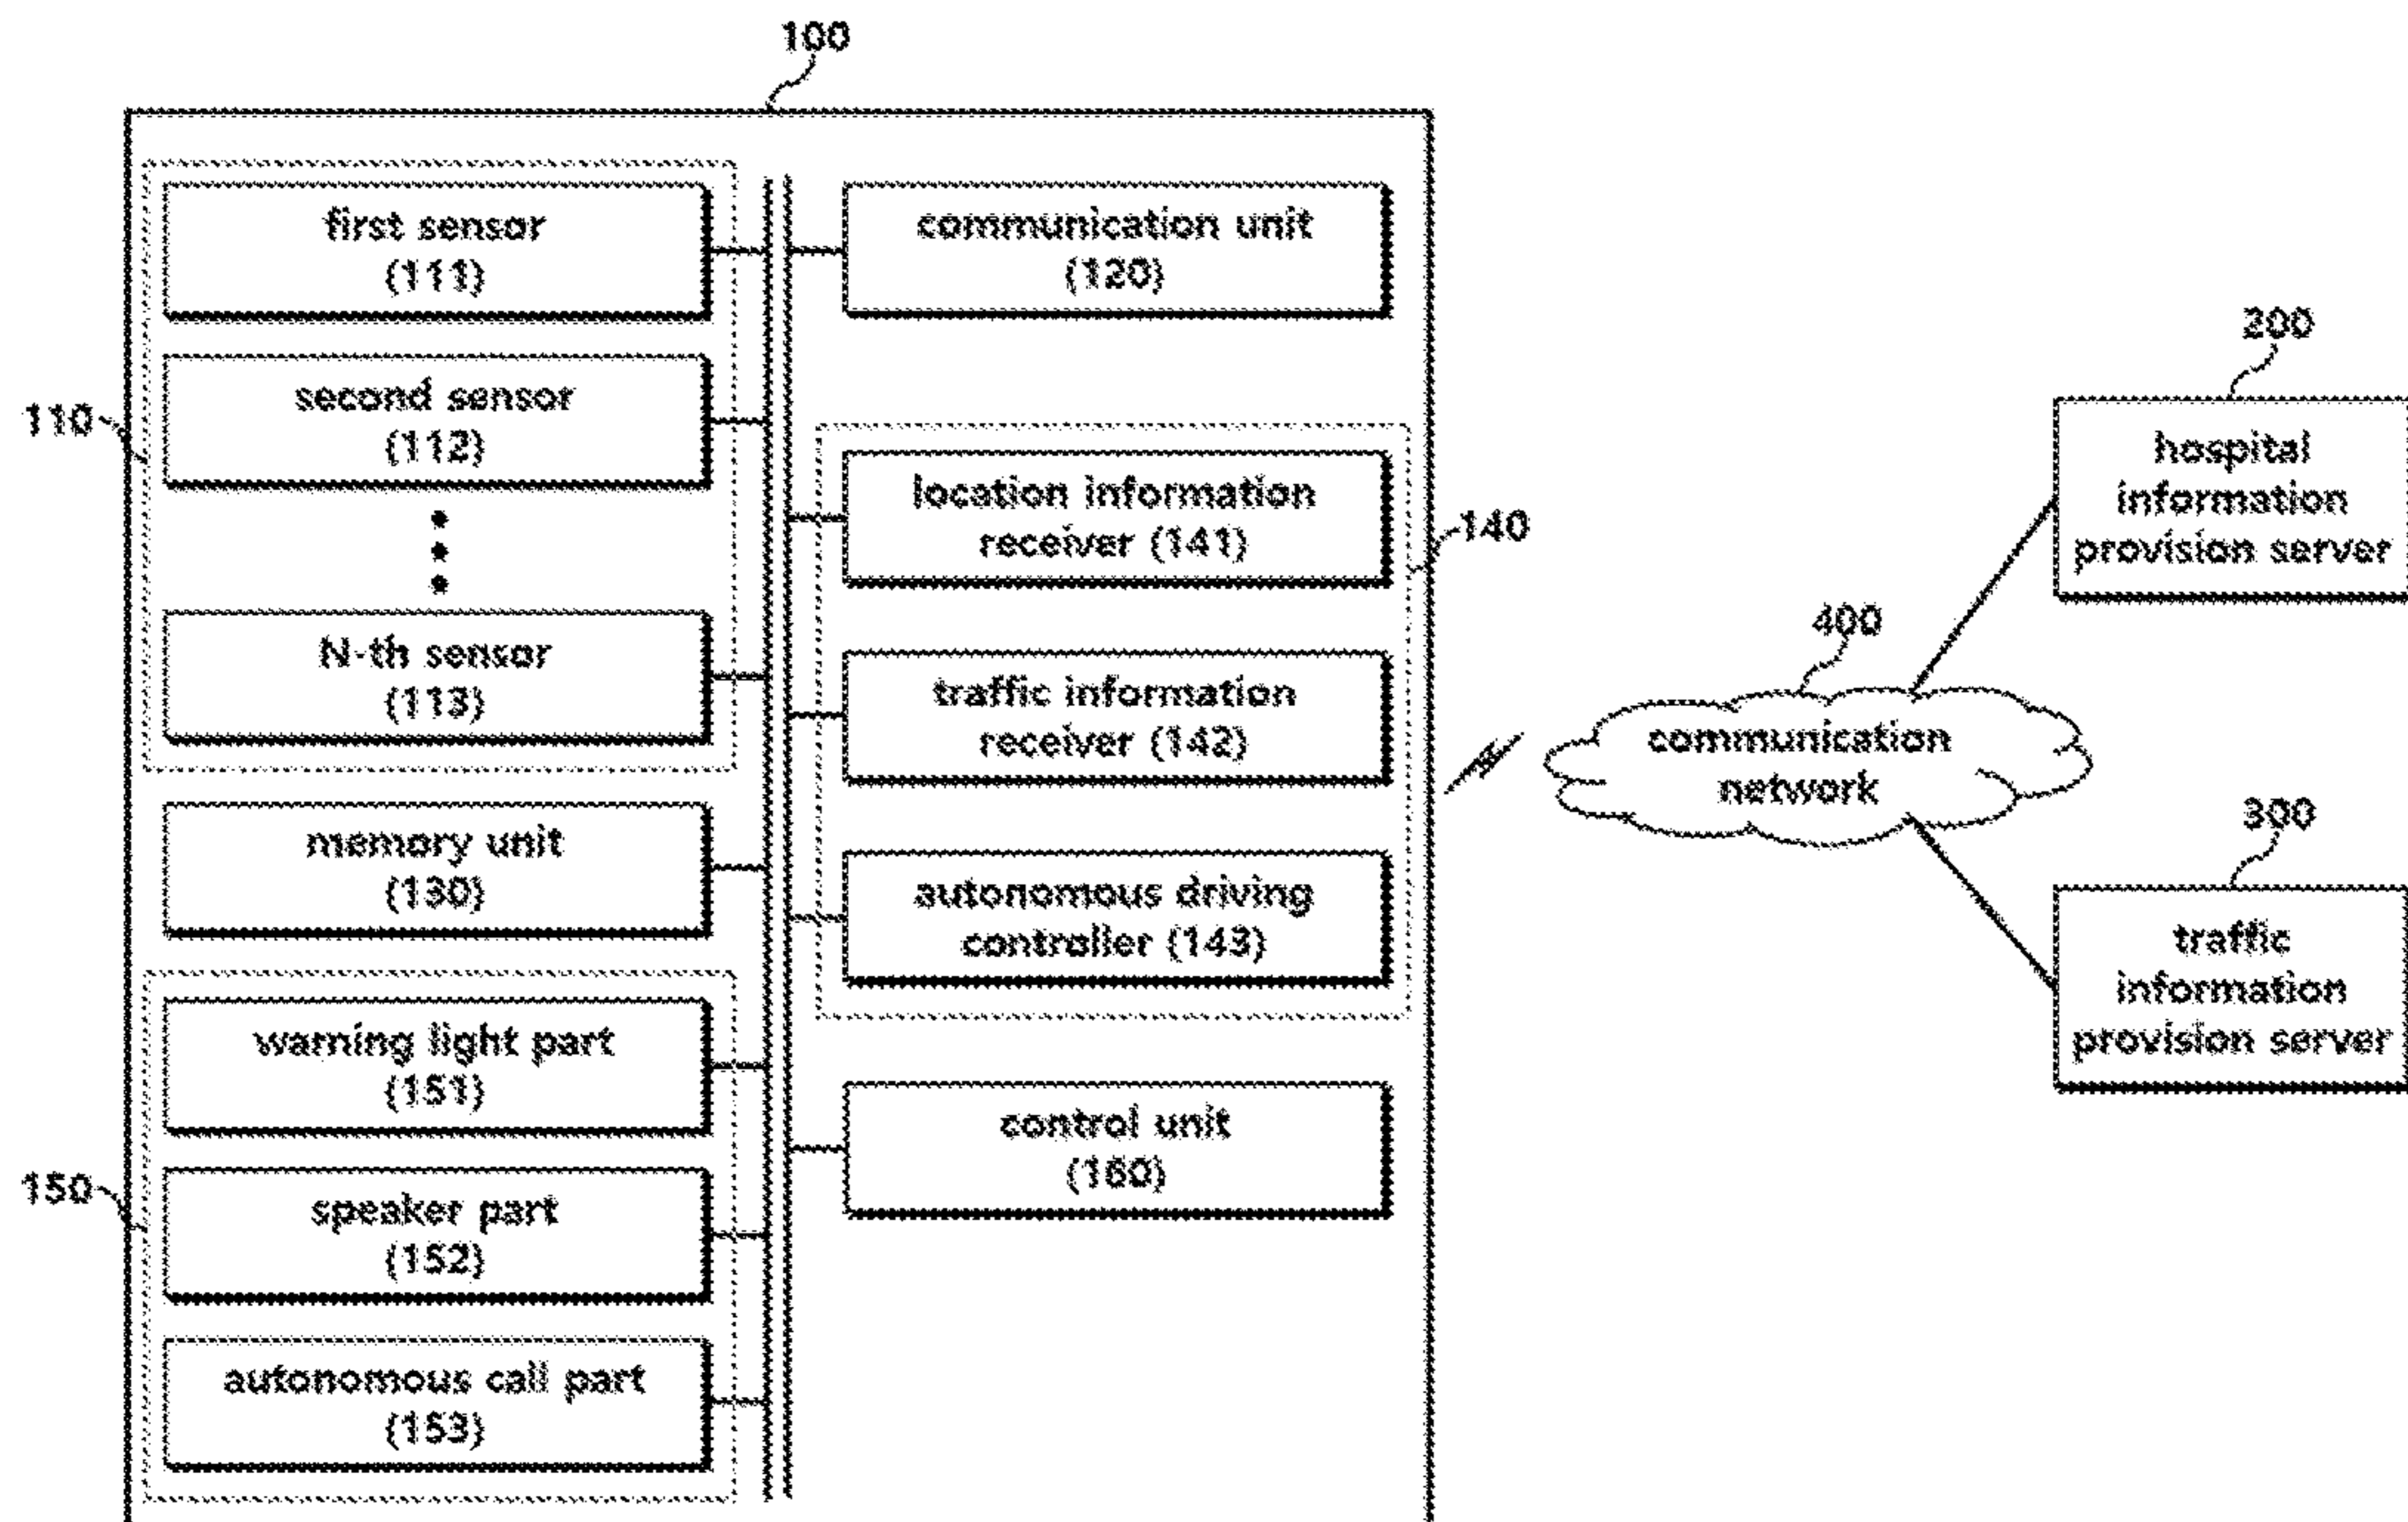 100
first sensor
(111)
second sensor
(112)
N-th sensor
(113)
110
memory unit
(130)
warning light part
(151)
speaker part
(152)
autonomous call part
(153)
150
communication unit
(120)
location information
receiver (141)
traffic information
receiver (142)
autonomous driving
controller (143)
140
control unit
(160)
400
communication
network
200
hospital
information
provision server
300
traffic
information
provision server